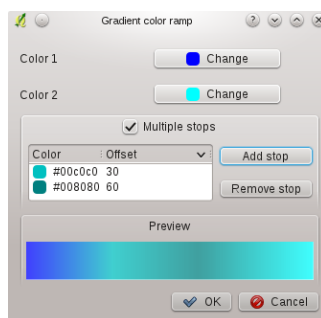 Gradient color ramp
Color 1 Change
Color 2 Change
Multiple stops
Color Offset
#00c0c0 30
#008080 60
Add stop
Remove stop
Preview
OK Cancel